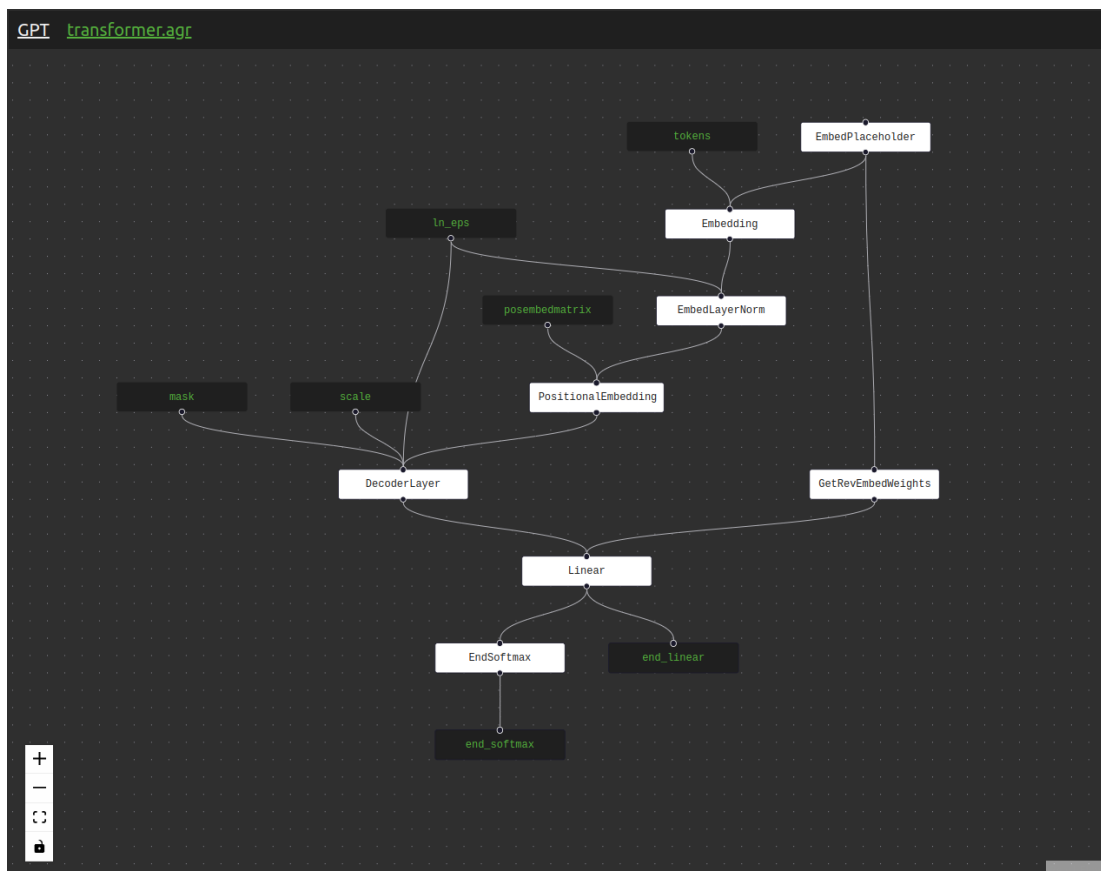 GPT transformer.agr
tokens
EmbedPlaceholder
ln_eps
Embedding
posembedmatrix
EmbedLayerNorm
mask
scale
PositionalEmbedding
DecoderLayer
GetRevEmbedWeights
Linear
EndSoftmax
end_linear
end_softmax